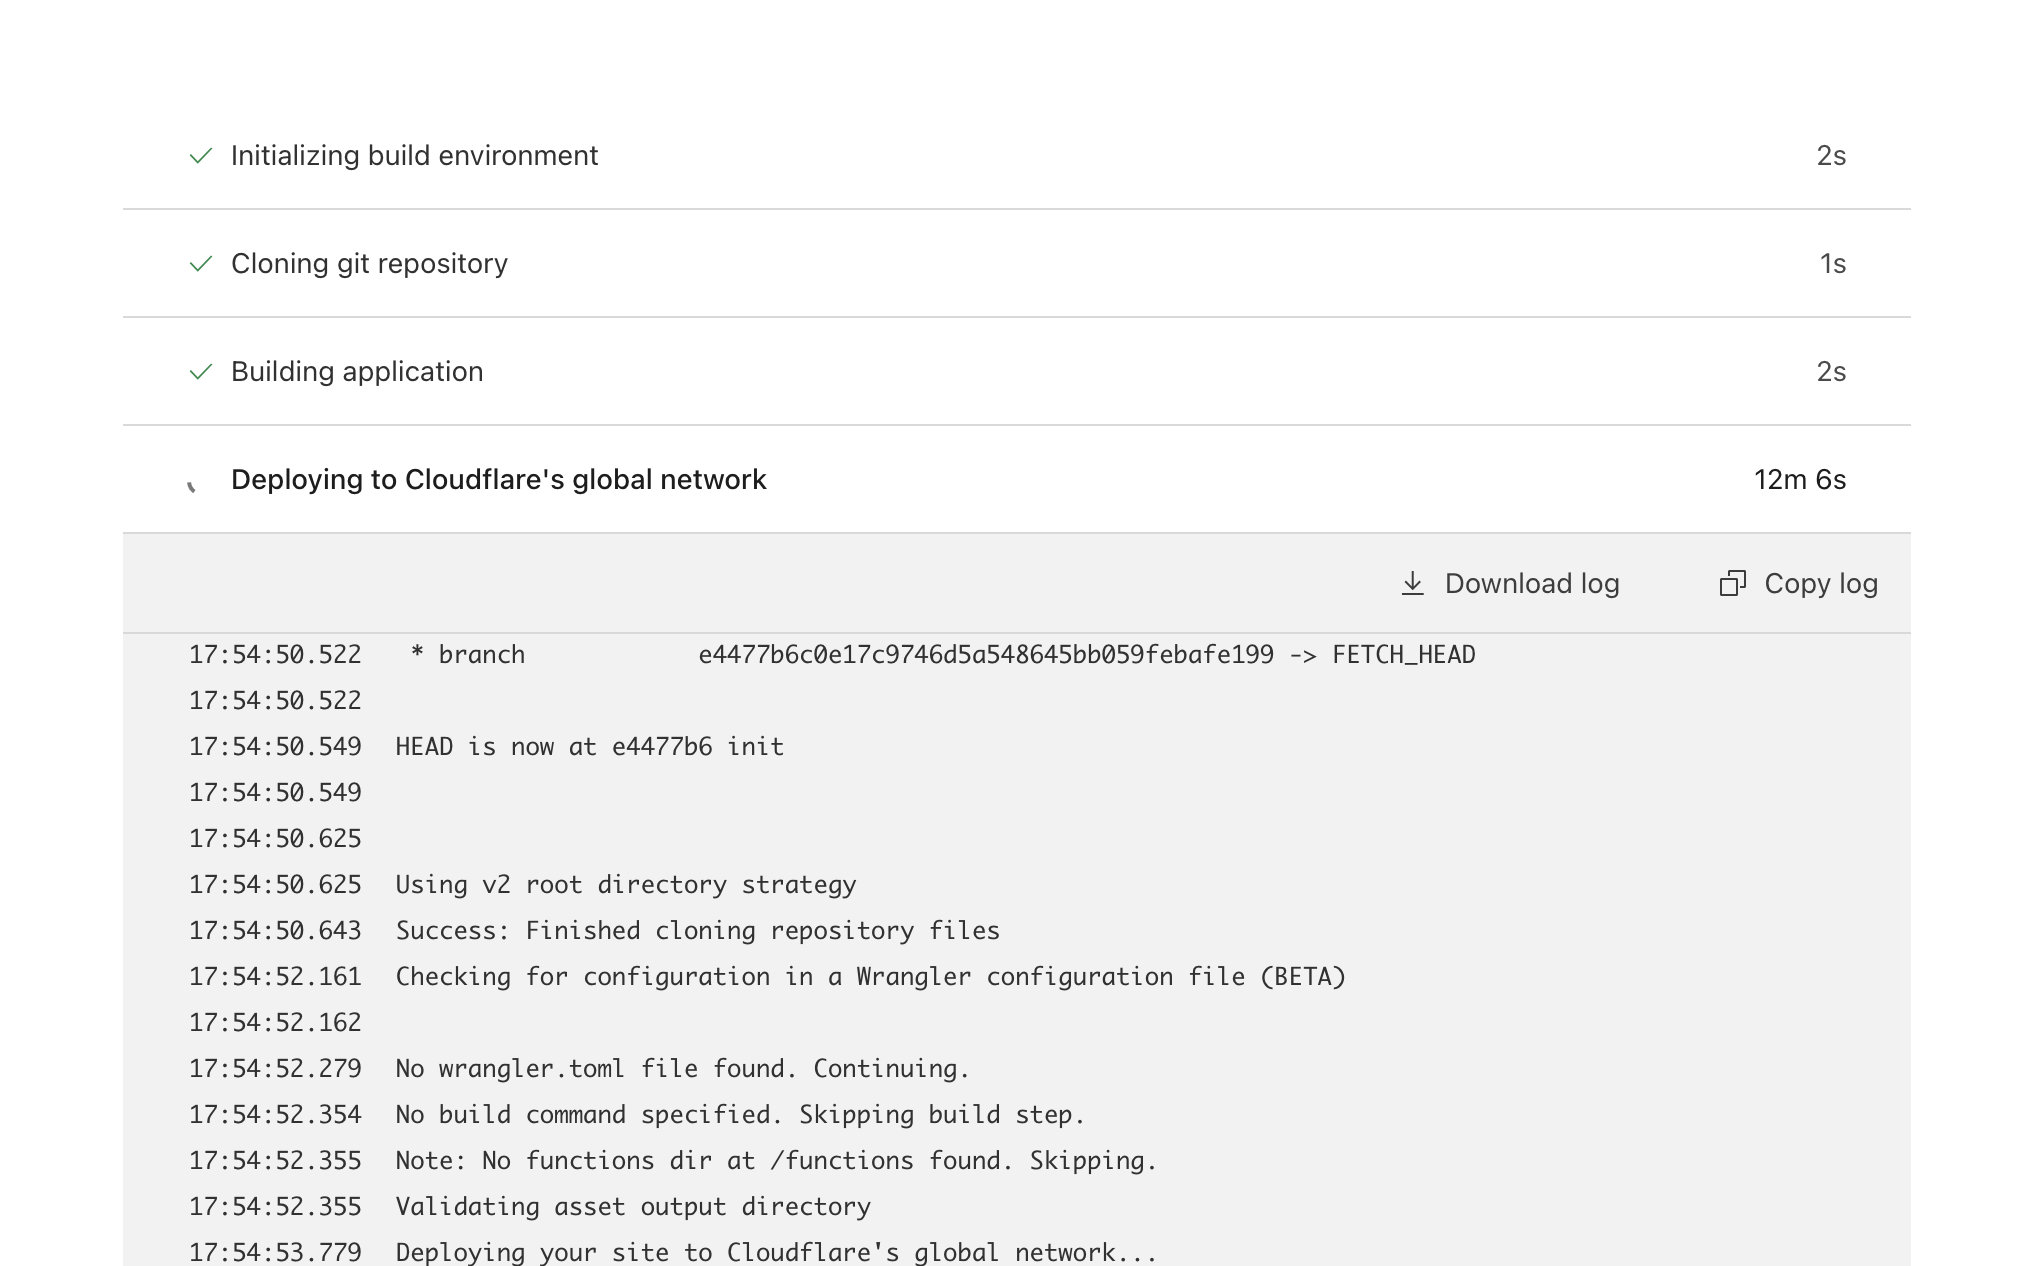 Initializing build environment 2s
Cloning git repository 1s
Building application 2s
Deploying to Cloudflare's global network 12m 6s
Download log Copy log
17:54:50.522 * branch e4477b6c0e17c9746d5a548645bb059febafe199 -> FETCH_HEAD
17:54:50.522
17:54:50.549 HEAD is now at e4477b6 init
17:54:50.549
17:54:50.625
17:54:50.625 Using v2 root directory strategy
17:54:50.643 Success: Finished cloning repository files
17:54:52.161 Checking for configuration in a Wrangler configuration file (BETA)
17:54:52.162
17:54:52.279 No wrangler.toml file found. Continuing.
17:54:52.354 No build command specified. Skipping build step.
17:54:52.355 Note: No functions dir at /functions found. Skipping.
17:54:52.355 Validating asset output directory
17:54:53.779 Deploying your site to Cloudflare's global network...